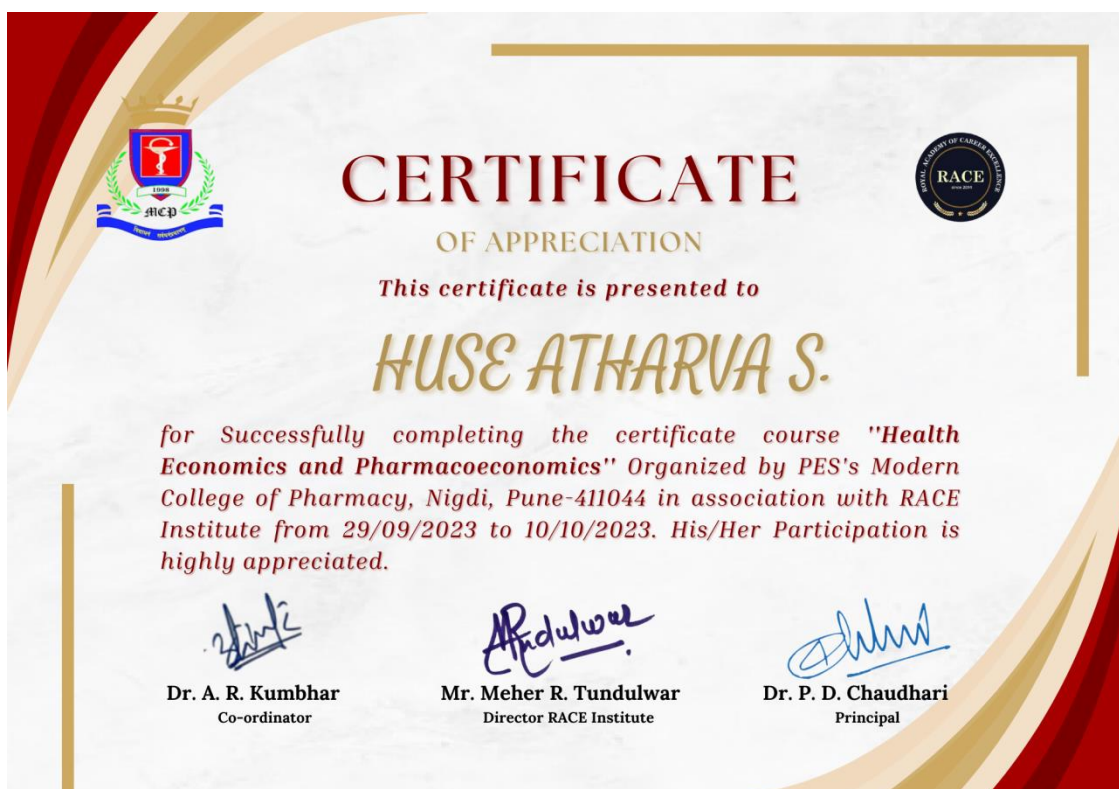 1998
MCP
ROYAL ACADEMY OF CAREER EXCELLENCE
RACE
CERTIFICATE
OF APPRECIATION
This certificate is presented to
HUSE ATHARVA S.
for Successfully completing the certificate course "Health
Economics and Pharmacoeconomics" Organized by PES's Modern
College of Pharmacy, Nigdi, Pune-411044 in association with RACE
Institute from 29/09/2023 to 10/10/2023. His/Her Participation is
highly appreciated.
Dr. A. R. Kumbhar
Co-ordinator
Mr. Meher R. Tundulwar
Director RACE Institute
Dr. P. D. Chaudhari
Principal